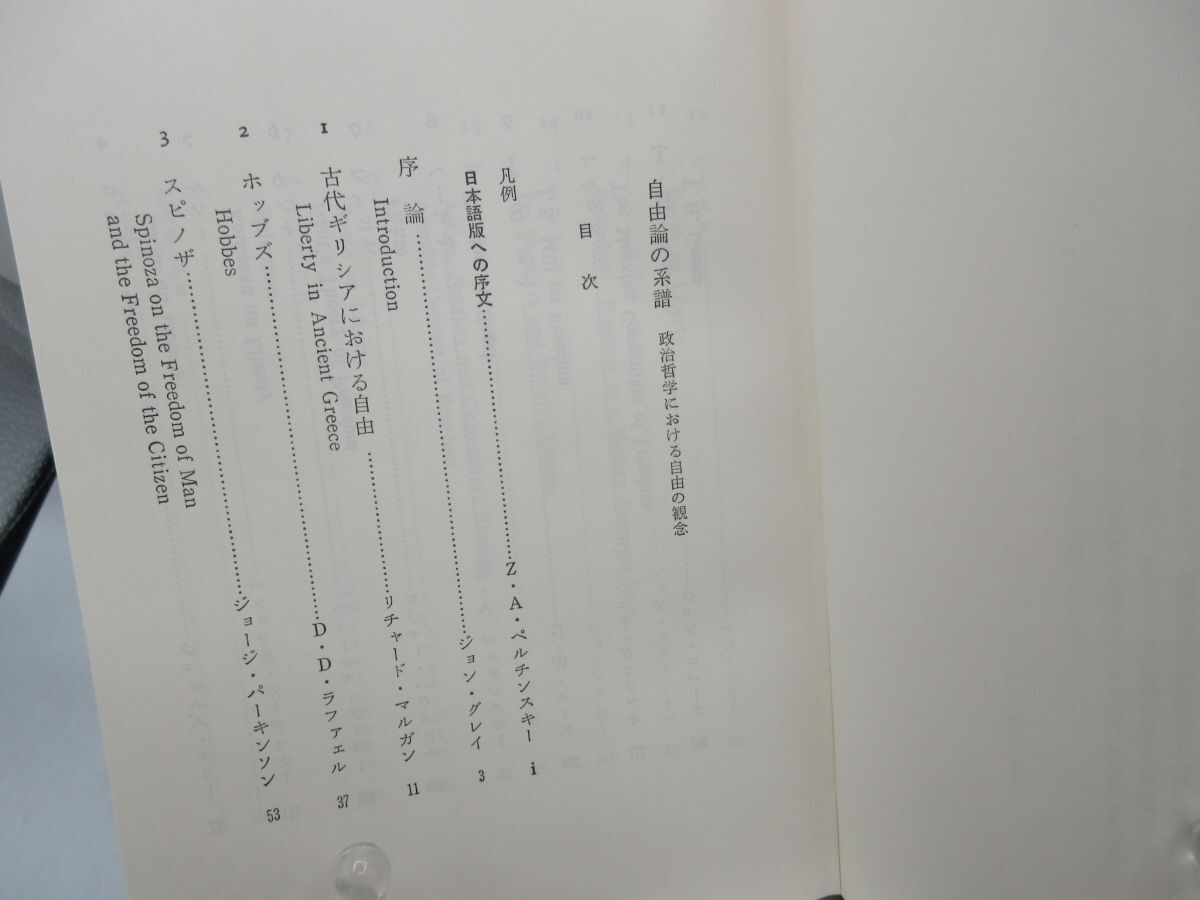 自由論の系譜　政治哲学における自由の観念
目　次
凡例
日本語版への序文……Z・A・ペルチンスキー　i
序　論……ジョン・グレイ　3
Introduction
1　古代ギリシアにおける自由……リチャード・マルガン　11
Liberty in Ancient Greece
2　ホッブズ……D・D・ラファエル　37
Hobbes
3　スピノザ……ジョージ・パーキンソン　53
Spinoza on the Freedom of Man
and the Freedom of the Citizen